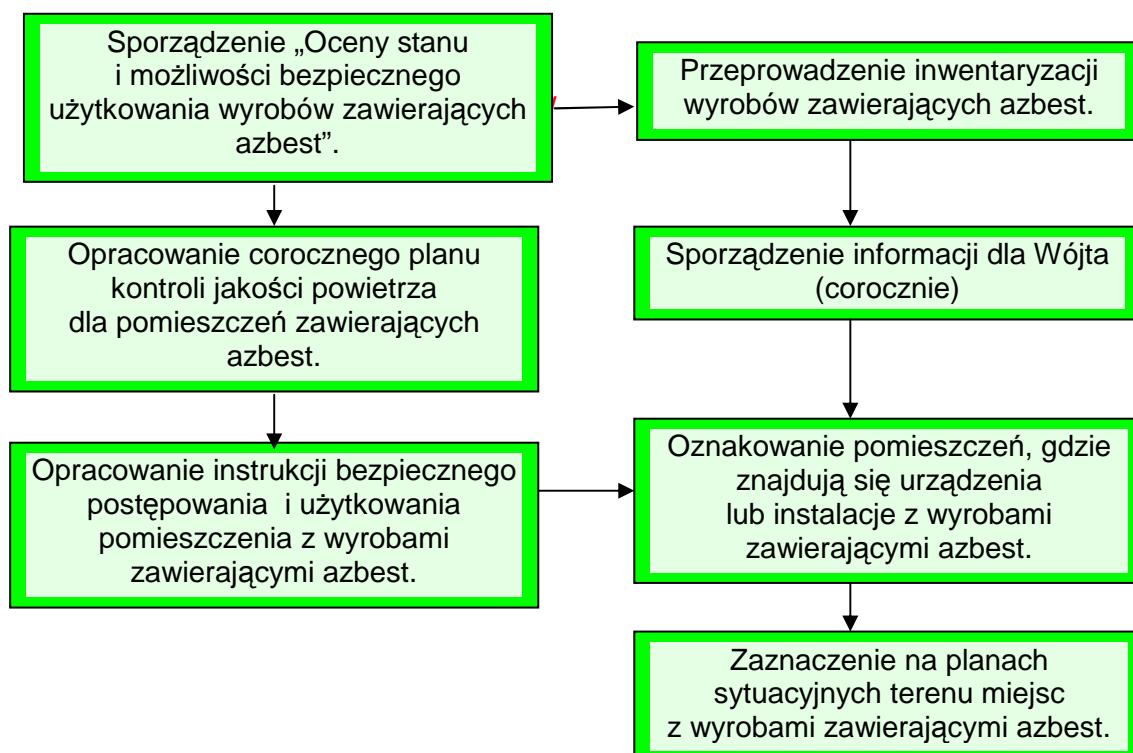 Sporządzenie „Oceny stanu
i możliwości bezpiecznego
użytkowania wyrobów zawierających
azbest”.
Przeprowadzenie inwentaryzacji
wyrobów zawierających azbest.
Opracowanie corocznego planu
kontroli jakości powietrza
dla pomieszczeń zawierających
azbest.
Sporządzenie informacji dla Wójta
(corocznie)
Opracowanie instrukcji bezpiecznego
postępowania i użytkowania
pomieszczenia z wyrobami
zawierającymi azbest.
Oznakowanie pomieszczeń, gdzie
znajdują się urządzenia
lub instalacje z wyrobami
zawierającymi azbest.
Zaznaczenie na planach
sytuacyjnych terenu miejsc
z wyrobami zawierającymi azbest.